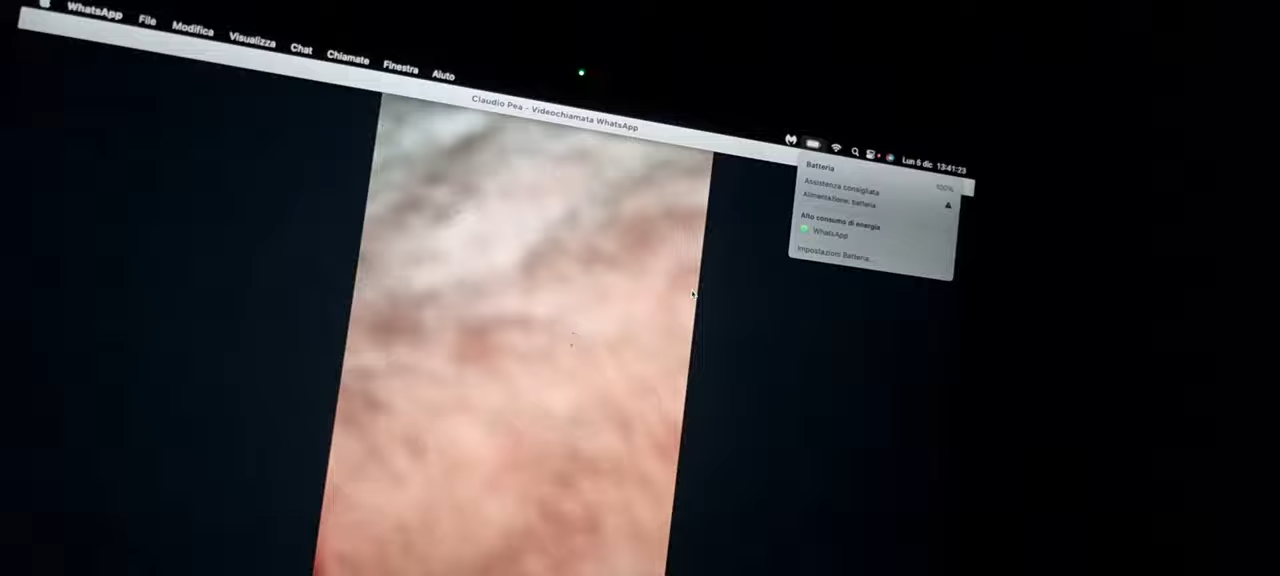 WhatsApp File Modifica Visualizza Chat Chiamate Finestra Aiuto
Claudio Pea - Videochiamata WhatsApp
Lun 6 dic 13:41:23
Batteria 100%
Assistenza consigliata
Alimentazione: batteria
Alto consumo di energia
WhatsApp
Impostazioni Batteria...